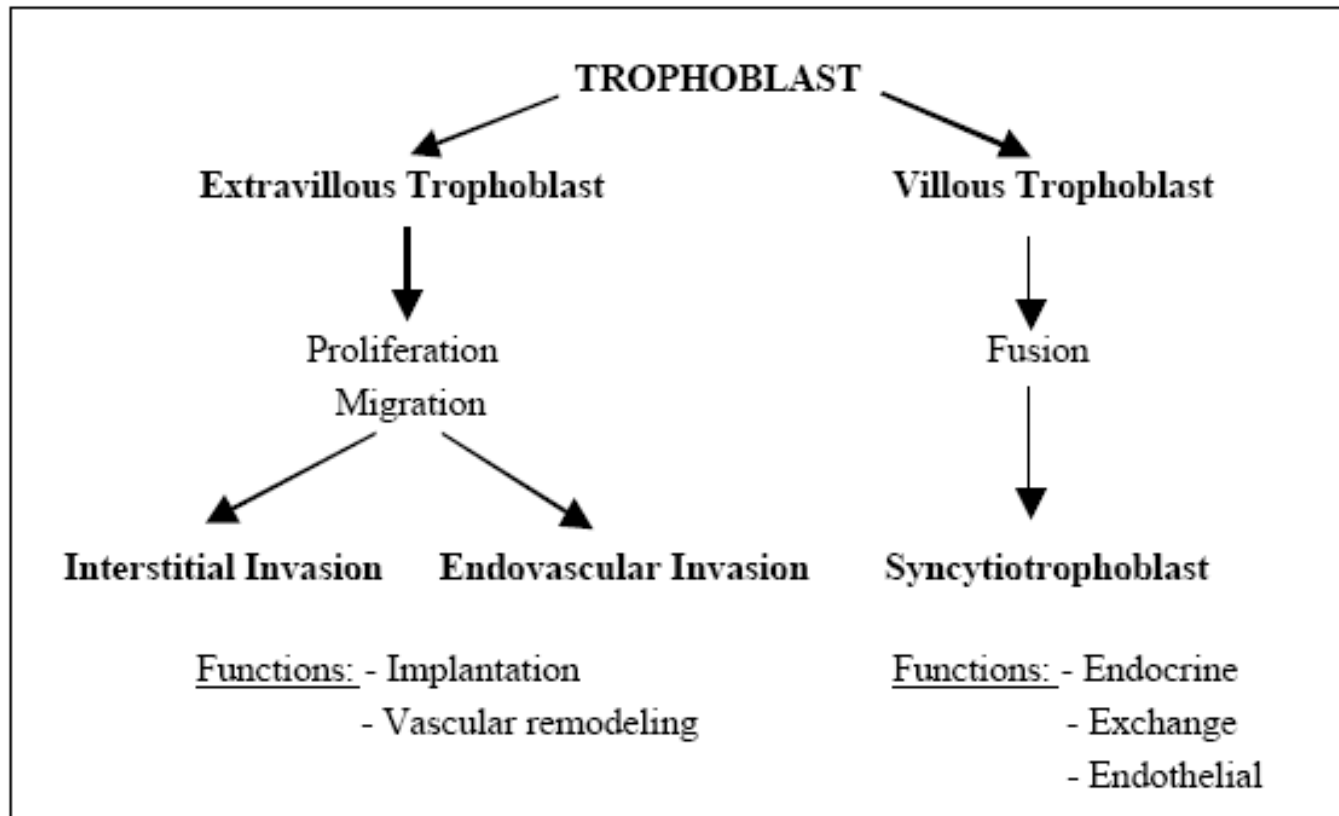 TROPHOBLAST
Extravillous Trophoblast
Villous Trophoblast
Proliferation
Migration
Fusion
Interstitial Invasion
Endovascular Invasion
Syncytiotrophoblast
Functions: - Implantation
- Vascular remodeling
Functions: - Endocrine
- Exchange
- Endothelial